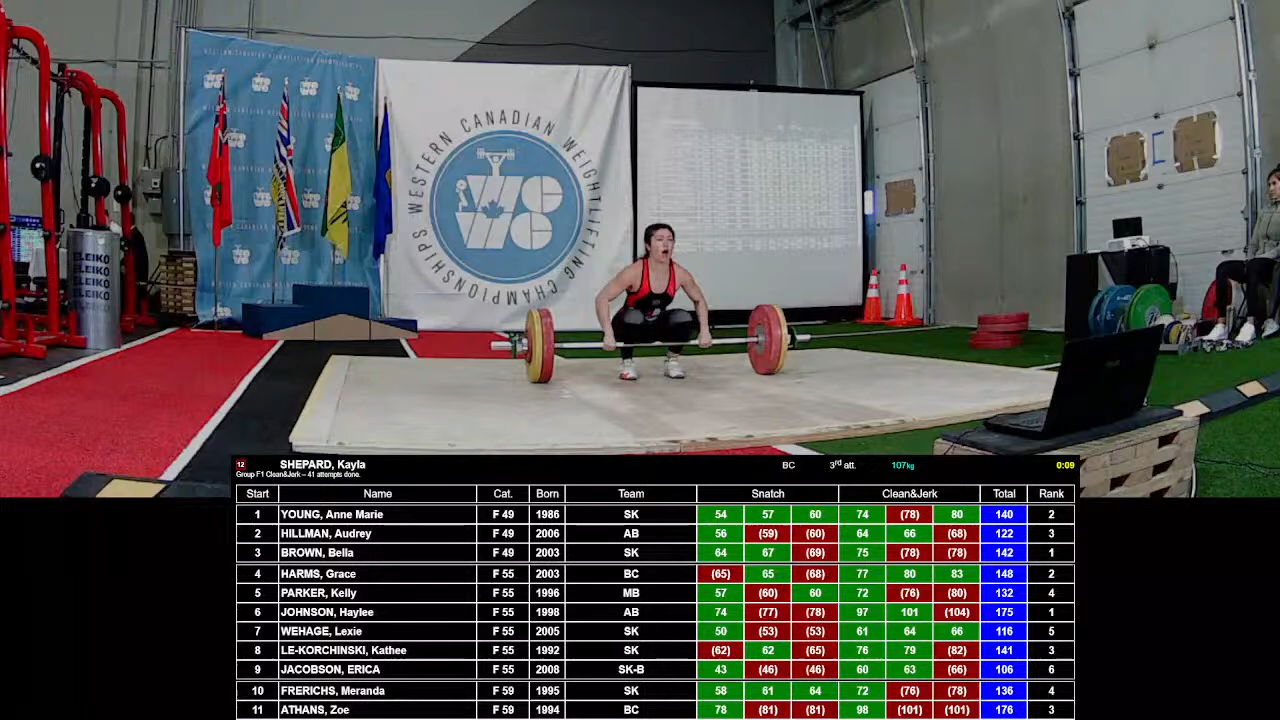 WESTERN CANADIAN WEIGHTLIFTING CHAMPIONSHIPS
WC
WC
ELEIKO
ELEIKO
ELEIKO
ELEIKO
12 SHEPARD, Kayla BC 3rd att. 107kg 0:09
Group F1 Clean&Jerk – 41 attempts done.
Start Name Cat. Born Team Snatch Clean&Jerk Total Rank
1 YOUNG, Anne Marie F 49 1986 SK 54 57 60 74 (78) 80 140 2
2 HILLMAN, Audrey F 49 2006 AB 56 (59) (60) 64 66 (68) 122 3
3 BROWN, Bella F 49 2003 SK 64 67 (69) 75 (78) (78) 142 1
4 HARMS, Grace F 55 2003 BC (65) 65 (68) 77 80 83 148 2
5 PARKER, Kelly F 55 1996 MB 57 (60) 60 72 (76) (80) 132 4
6 JOHNSON, Haylee F 55 1998 AB 74 (77) (78) 97 101 (104) 175 1
7 WEHAGE, Lexie F 55 2005 SK 50 (53) (53) 61 64 66 116 5
8 LE-KORCHINSKI, Kathee F 55 1992 SK (62) 62 (65) 76 79 (82) 141 3
9 JACOBSON, ERICA F 55 2008 SK-B 43 (46) (46) 60 63 (66) 106 6
10 FRERICHS, Meranda F 59 1995 SK 58 61 64 72 (76) (78) 136 4
11 ATHANS, Zoe F 59 1994 BC 78 (81) (81) 98 (101) (101) 176 3